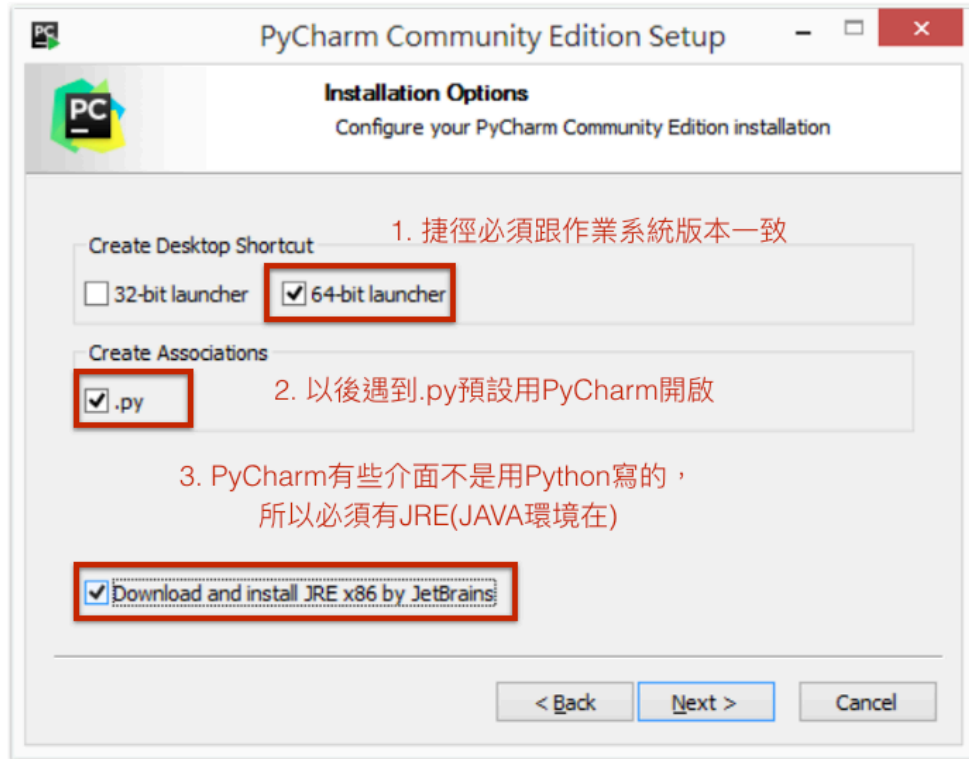 PC
PyCharm Community Edition Setup
PC
Installation Options
Configure your PyCharm Community Edition installation
1. 捷徑必須跟作業系統版本一致
Create Desktop Shortcut
32-bit launcher
64-bit launcher
Create Associations
.py
2. 以後遇到.py預設用PyCharm開啟
3. PyCharm有些介面不是用Python寫的，
所以必須有JRE(JAVA環境在)
Download and install JRE x86 by JetBrains
< Back
Next >
Cancel